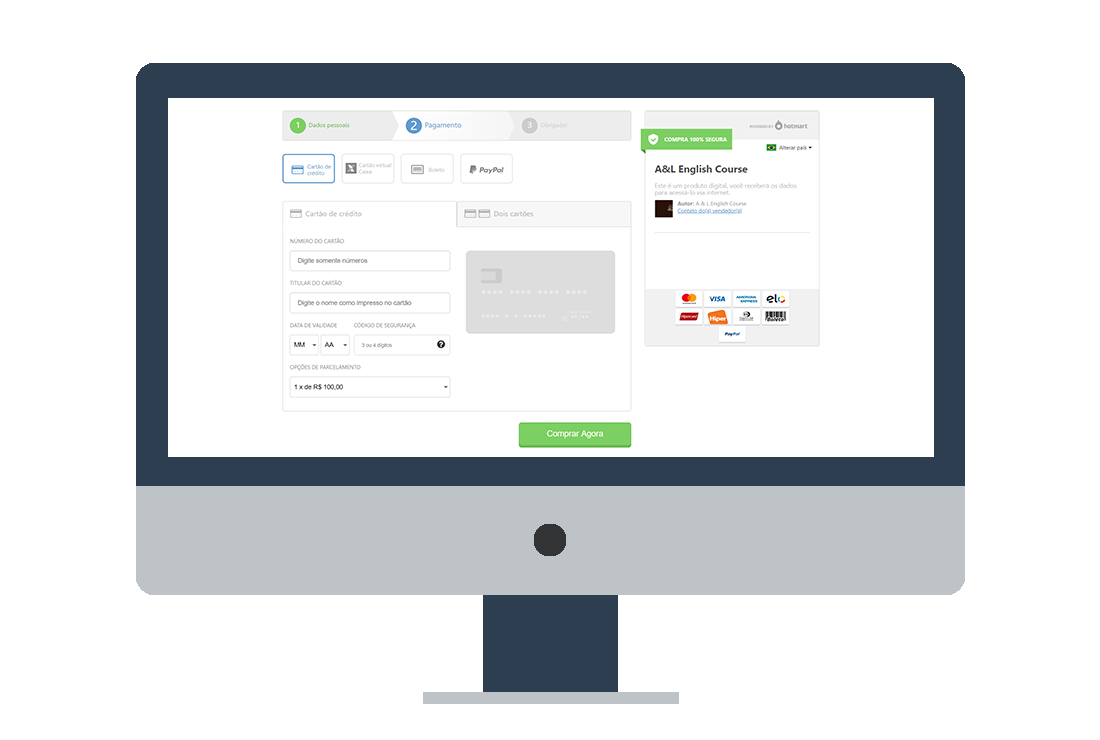 1 Dados pessoais
2 Pagamento
3 Obrigado!
Cartão de
crédito
Cartão virtual
Caixa
Boleto
PayPal
Cartão de crédito
Dois cartões
NÚMERO DO CARTÃO
Digite somente números
TITULAR DO CARTÃO
Digite o nome como impresso no cartão
DATA DE VALIDADE
CÓDIGO DE SEGURANÇA
MM
AA
3 ou 4 dígitos
?
OPÇÕES DE PARCELAMENTO
1 x de R$ 100,00
Comprar Agora
POWERED BY hotmart
COMPRA 100% SEGURA
Alterar país
A&L English Course
Este é um produto digital, você receberá os dados
para acessá-lo via internet.
Autor: A & L English Course
Contato do(a) vendedor(a)
VISA
AMERICAN
EXPRESS
elo
Hipercard
Hiper
Boleto
PayPal